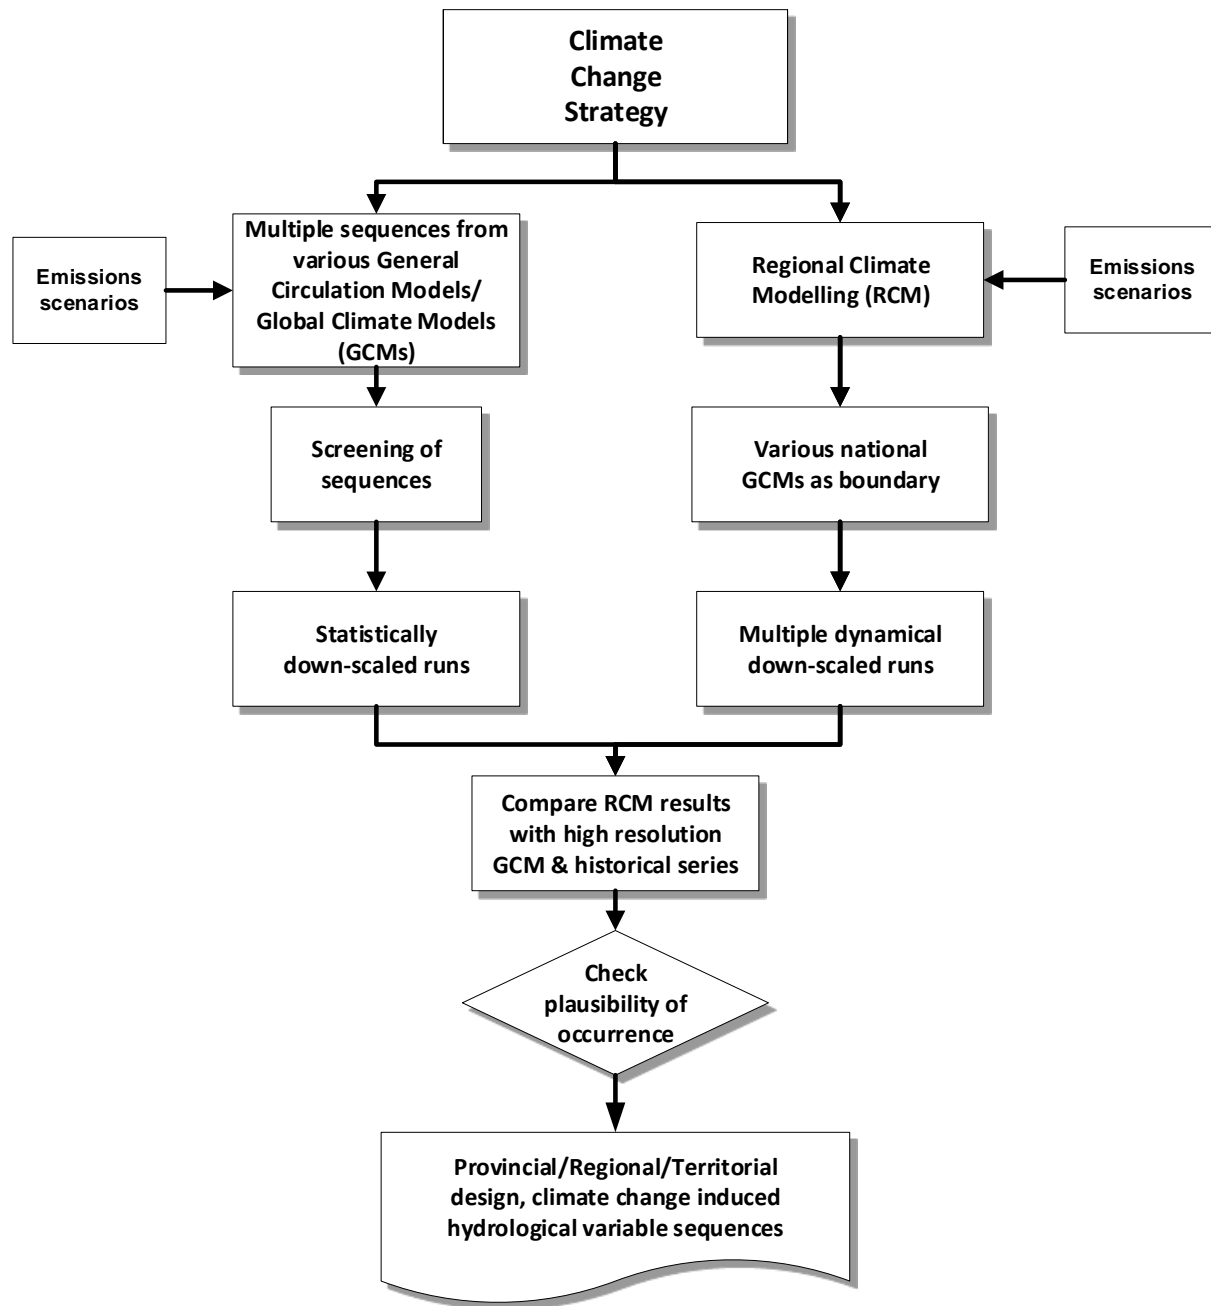 Climate
Change
Strategy
Multiple sequences from
various General
Circulation Models/
Global Climate Models
(GCMs)
Emissions
scenarios
Regional Climate
Modelling (RCM)
Emissions
scenarios
Screening of
sequences
Various national
GCMs as boundary
Statistically
down-scaled runs
Multiple dynamical
down-scaled runs
Compare RCM results
with high resolution
GCM & historical series
Check
plausibility of
occurrence
Provincial/Regional/Territorial
design, climate change induced
hydrological variable sequences